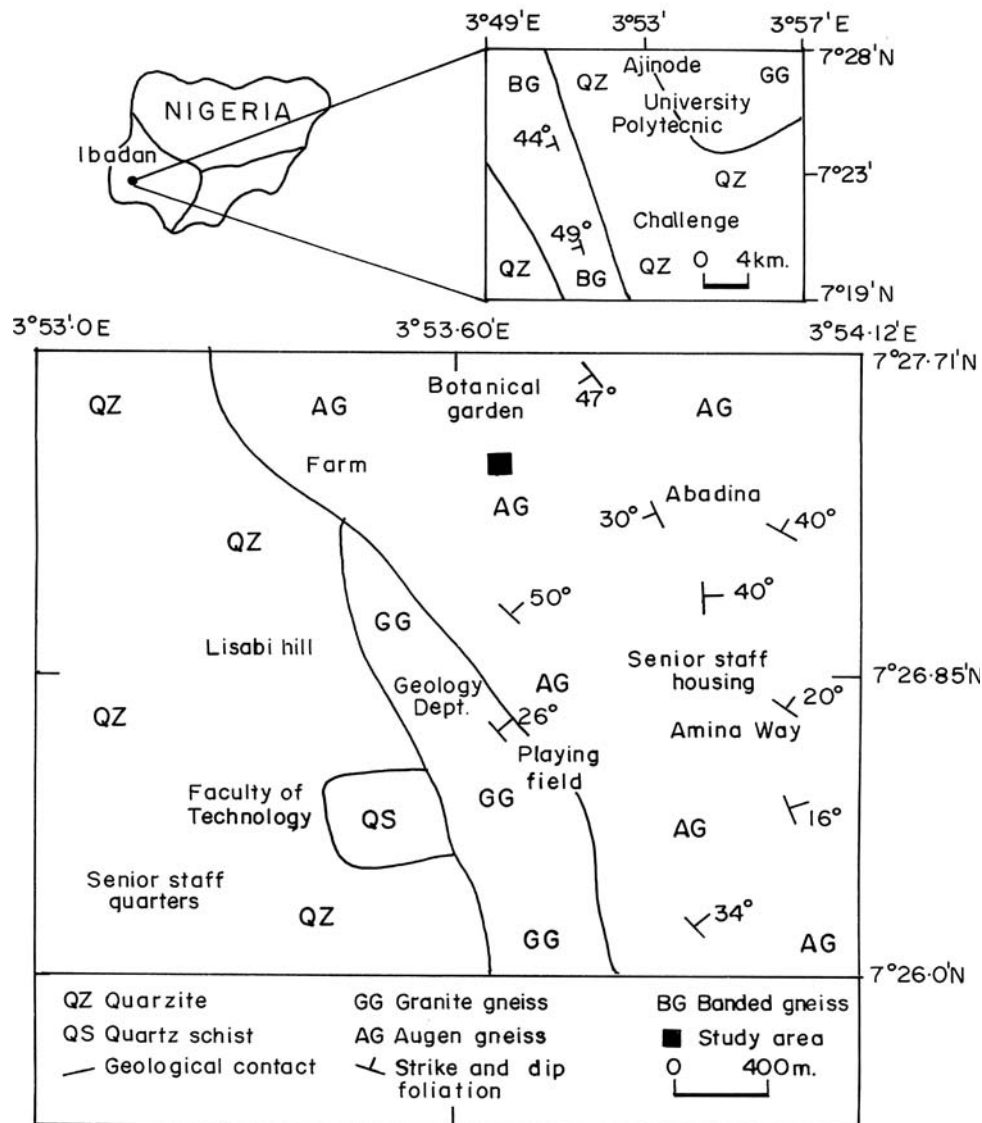 3°49'E 3°53' 3°57'E
7°28'N
NIGERIA
Ibadan
BG QZ Ajinode GG
University
Polytecnic
44°
7°23'
QZ
Challenge
49°
0 4km.
QZ BG QZ
7°19'N
3°53·0'E 3°53·60'E 3°54·12'E
7°27·71'N
Botanical
garden
47°
QZ AG AG
Farm
Abadina
AG
30° 40°
QZ
50° 40°
GG
Lisabi hill
Senior staff
housing
7°26·85'N
Geology
Dept.
AG
20°
QZ
26°
Amina Way
Playing
field
Faculty of
Technology
QS
GG
AG
16°
Senior staff
quarters
QZ
34°
GG
AG
7°26·0'N
QZ Quarzite GG Granite gneiss BG Banded gneiss
QS Quartz schist AG Augen gneiss Study area
Geological contact Strike and dip
foliation
0 400m.